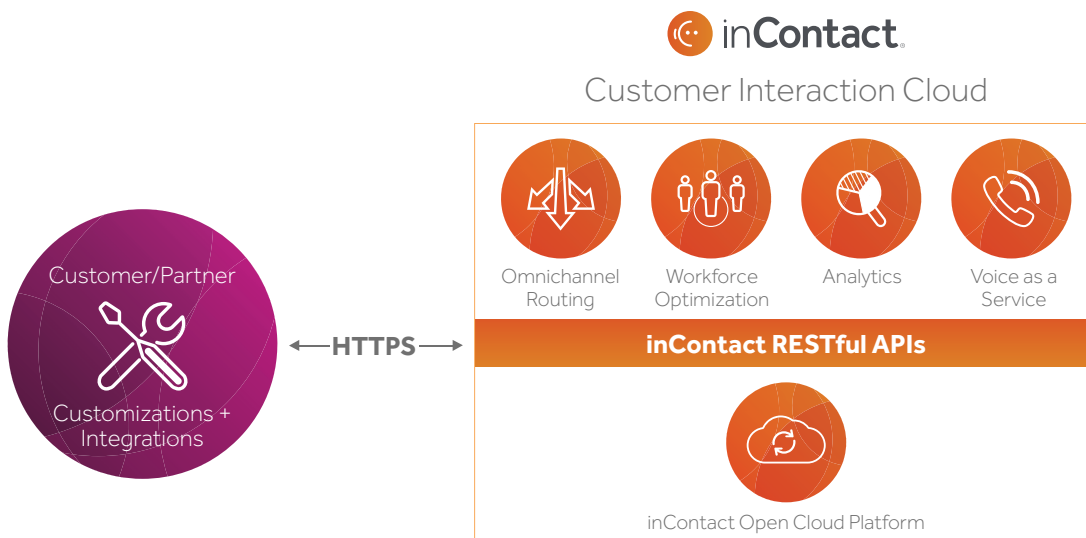 inContact®
Customer Interaction Cloud
Omnichannel
Routing
Workforce
Optimization
Analytics
Voice as a
Service
Customer/Partner
Customizations +
Integrations
HTTPS
inContact RESTful APIs
inContact Open Cloud Platform